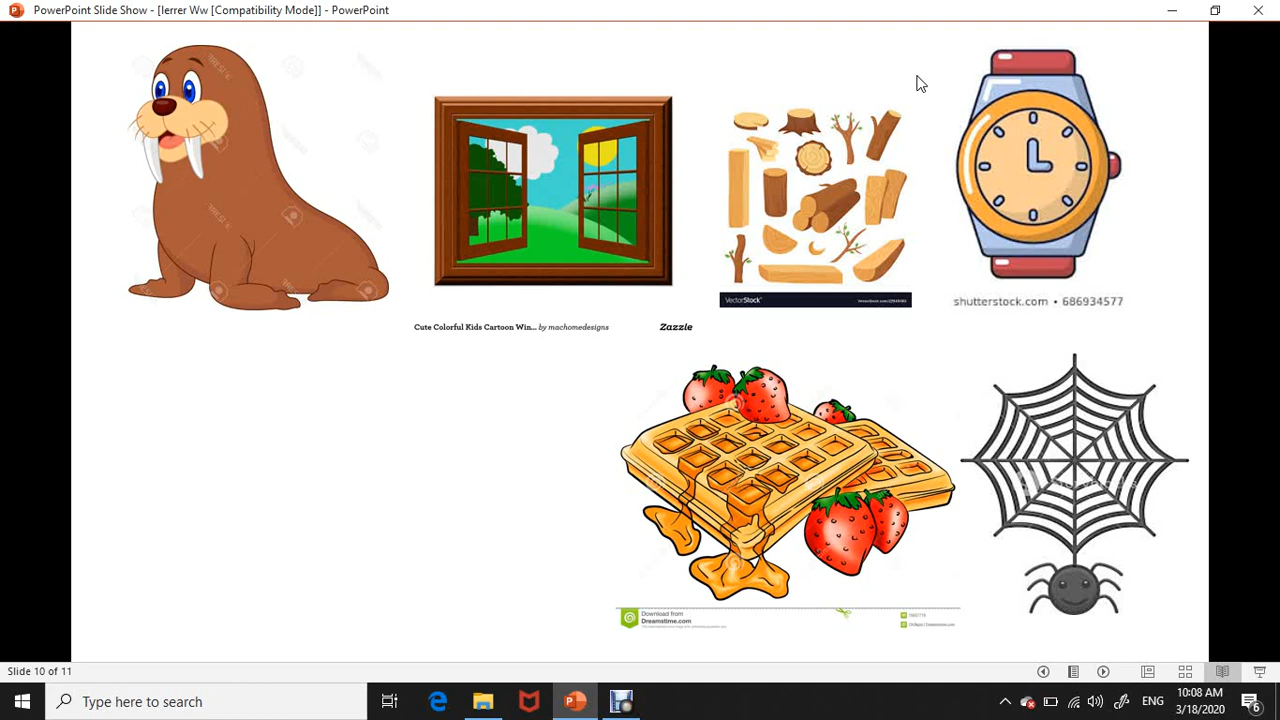 PowerPoint Slide Show - [lerrer Ww [Compatibility Mode]] - PowerPoint
VectorStock
shutterstock.com • 686934577
Cute Colorful Kids Cartoon Win... by machomedesigns
Zazzle
Download from
Dreamstime.com
Slide 10 of 11
Type here to search
ENG
10:08 AM
3/18/2020
6